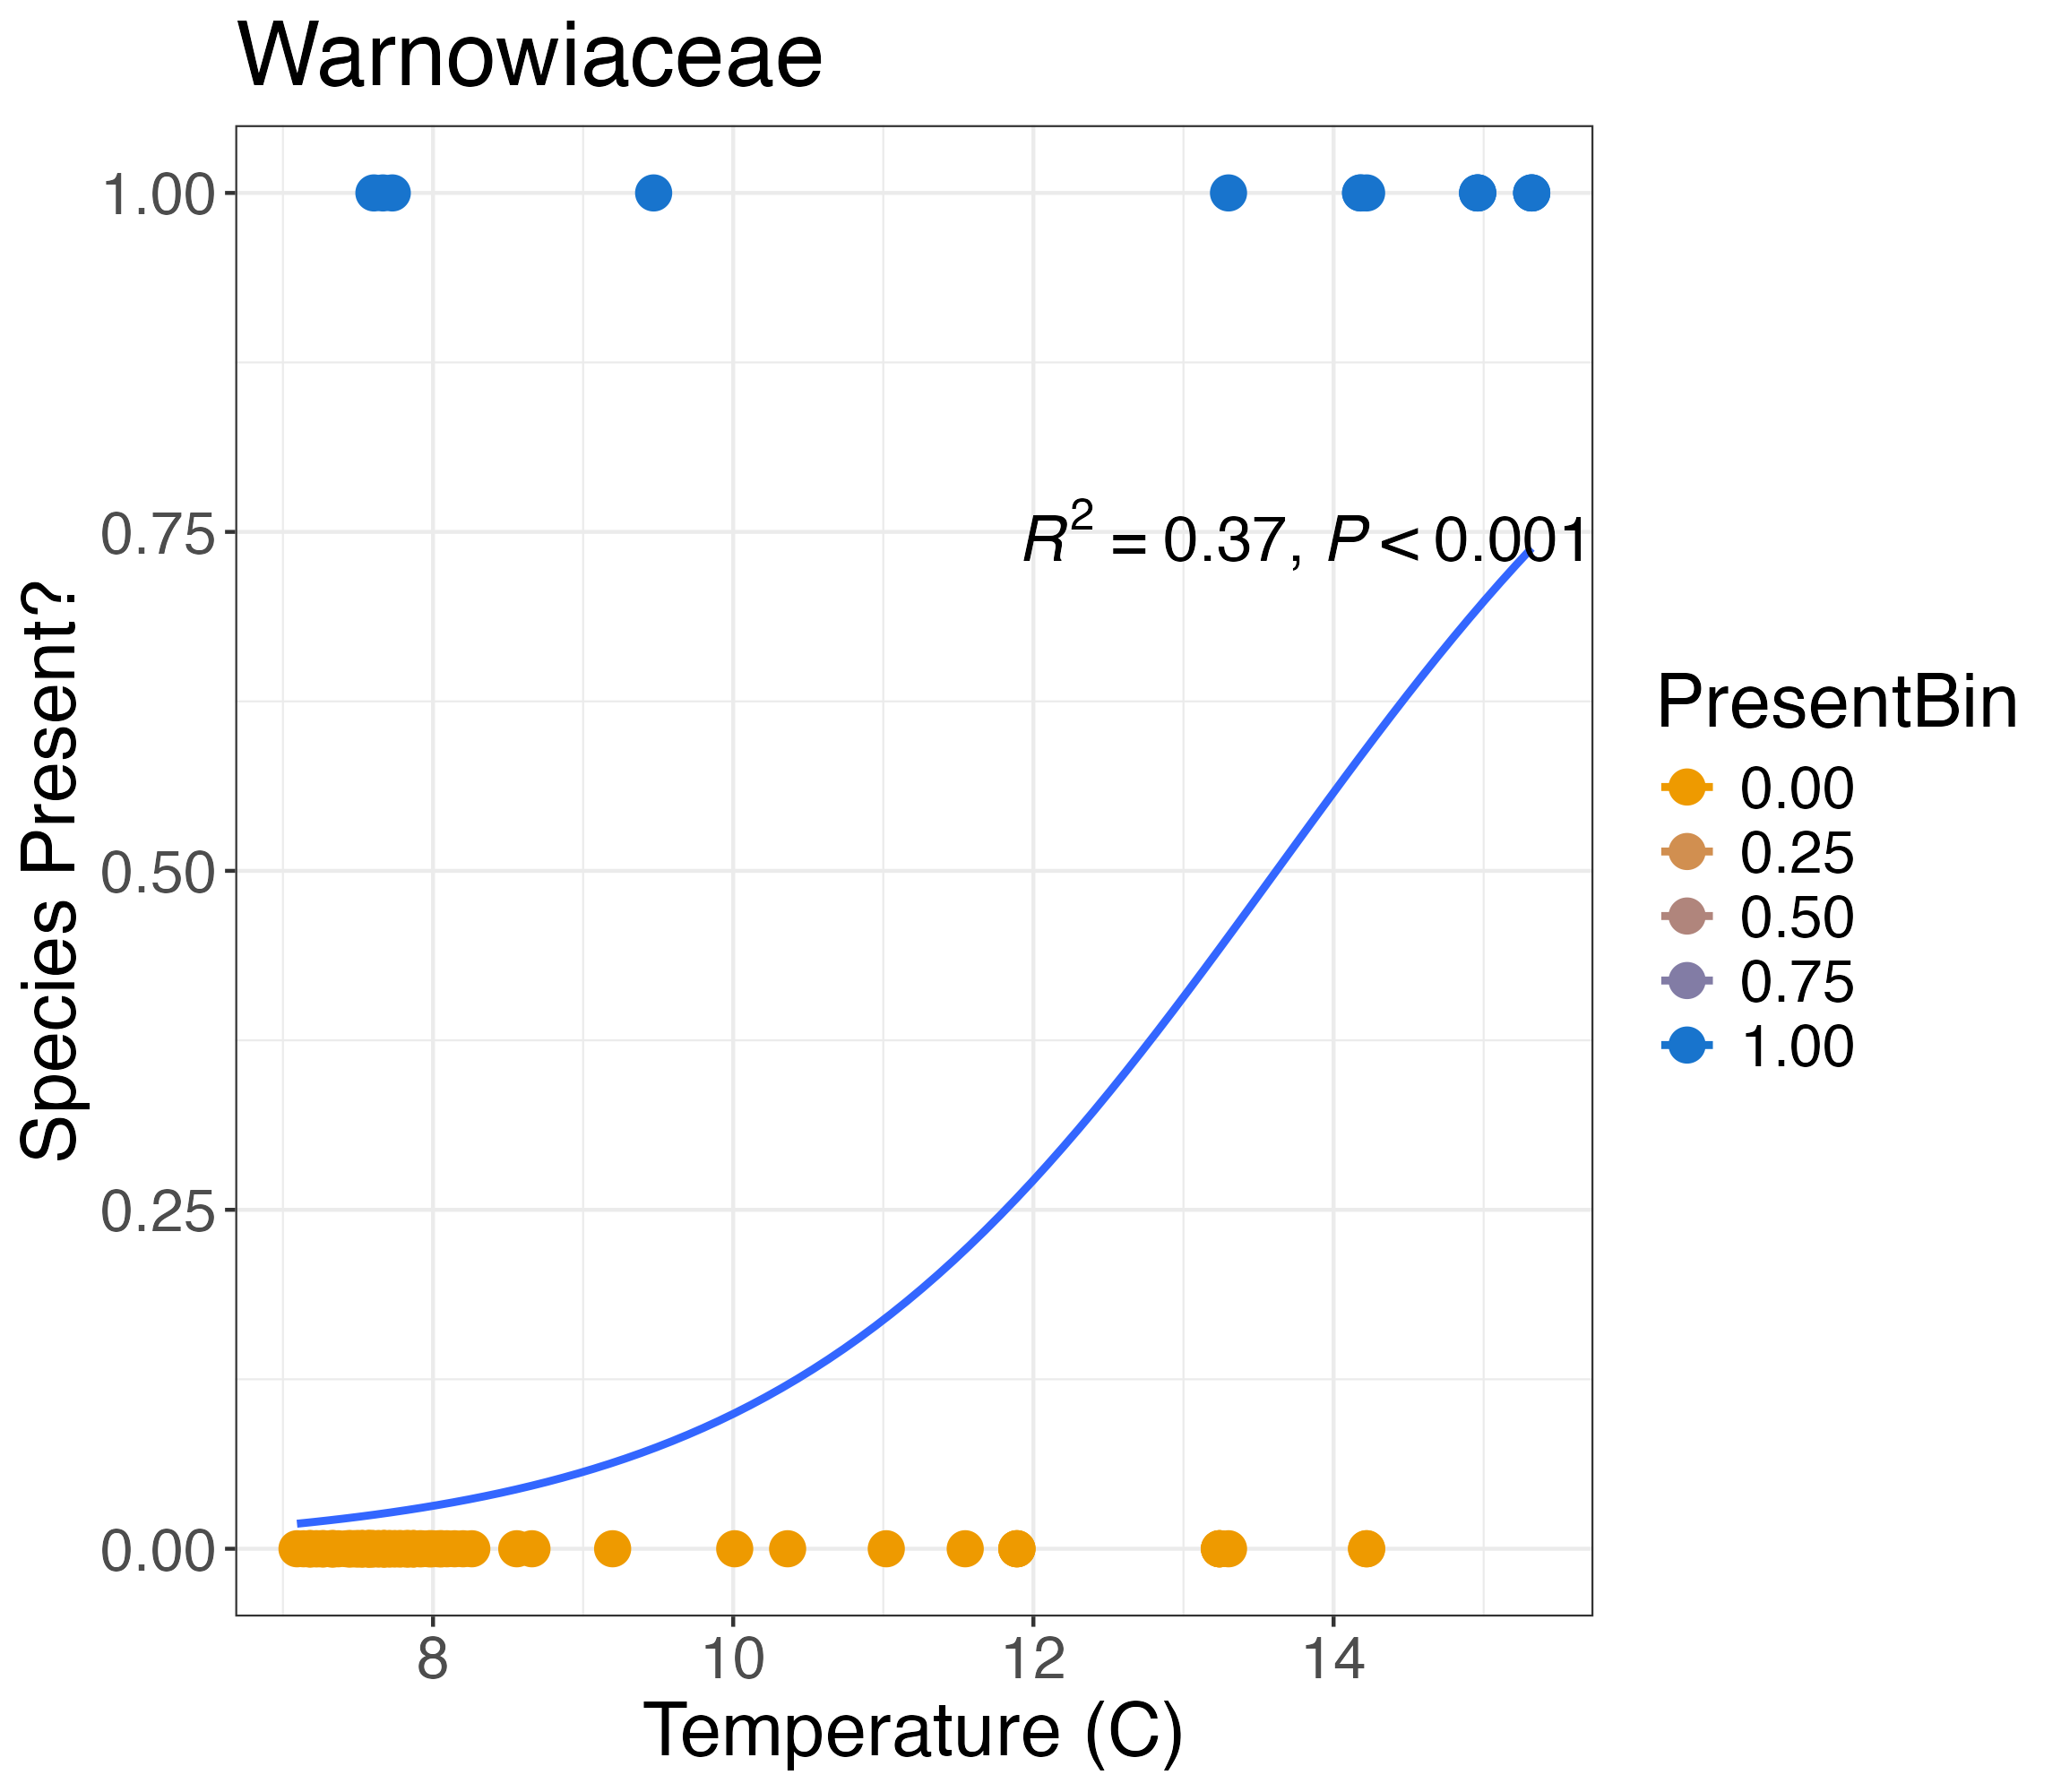 Warnowiaceae
1.00
0.75
0.50
0.25
0.00
Species Present?
R² = 0.37, P < 0.001
8 10 12 14
Temperature (C)
PresentBin
0.00
0.25
0.50
0.75
1.00